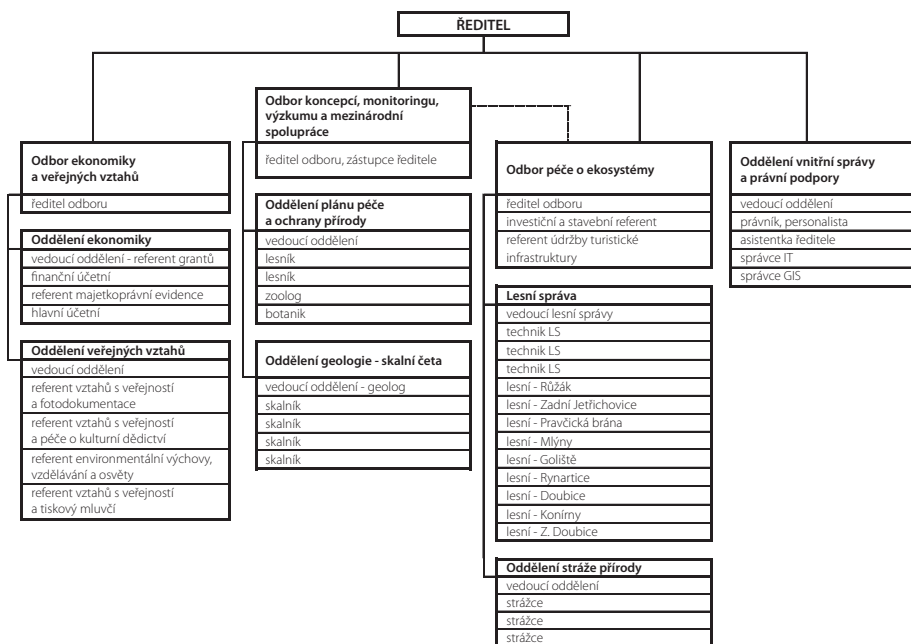 ŘEDITEL
Odbor ekonomiky
a veřejných vztahů
ředitel odboru
Oddělení ekonomiky
vedoucí oddělení - referent grantů
finanční účetní
referent majetkoprávní evidence
hlavní účetní
Oddělení veřejných vztahů
vedoucí oddělení
referent vztahů s veřejností
a fotodokumentace
referent vztahů s veřejností
a péče o kulturní dědictví
referent environmentální výchovy,
vzdělávání a osvěty
referent vztahů s veřejností
a tiskový mluvčí
Odbor koncepcí, monitoringu,
výzkumu a mezinárodní
spolupráce
ředitel odboru, zástupce ředitele
Oddělení plánu péče
a ochrany přírody
vedoucí oddělení
lesník
lesník
zoolog
botanik
Oddělení geologie - skalní četa
vedoucí oddělení - geolog
skalník
skalník
skalník
skalník
Odbor péče o ekosystémy
ředitel odboru
investiční a stavební referent
referent údržby turistické
infrastruktury
Lesní správa
vedoucí lesní správy
technik LS
technik LS
technik LS
lesní - Růžák
lesní - Zadní Jetřichovice
lesní - Pravčická brána
lesní - Mlýny
lesní - Goliště
lesní - Rynartice
lesní - Doubice
lesní - Konírny
lesní - Z. Doubice
Oddělení stráže přírody
vedoucí oddělení
strážce
strážce
strážce
Oddělení vnitřní správy
a právní podpory
vedoucí oddělení
právník, personalista
asistentka ředitele
správce IT
správce GIS